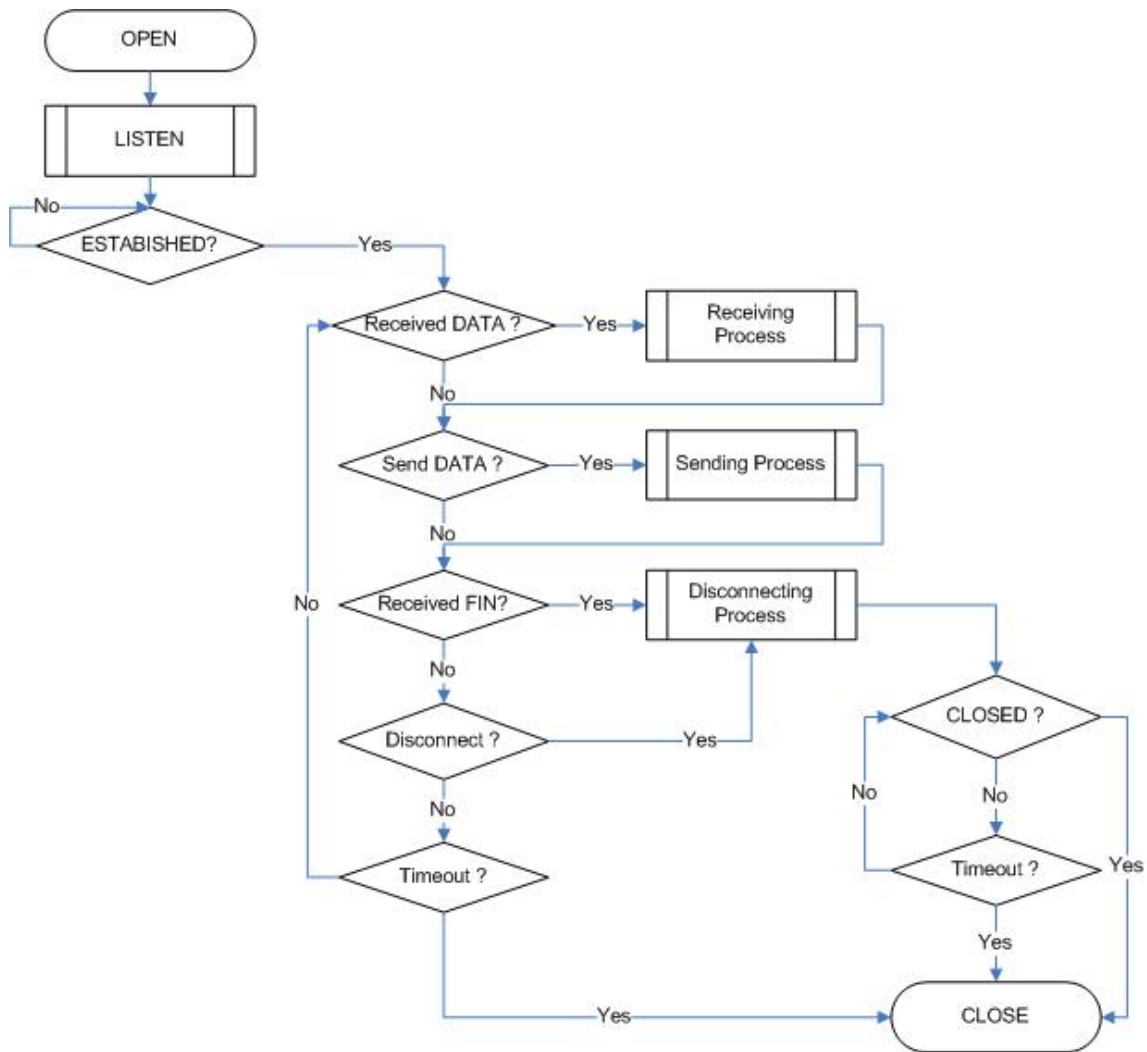 OPEN
LISTEN
No
ESTABISHED?
Yes
Received DATA ?
Yes
Receiving
Process
No
Send DATA ?
Yes
Sending Process
No
Received FIN?
Yes
Disconnecting
Process
No
No
Disconnect ?
Yes
CLOSED ?
No
No
No
Timeout ?
Timeout ?
Yes
Yes
Yes
CLOSE